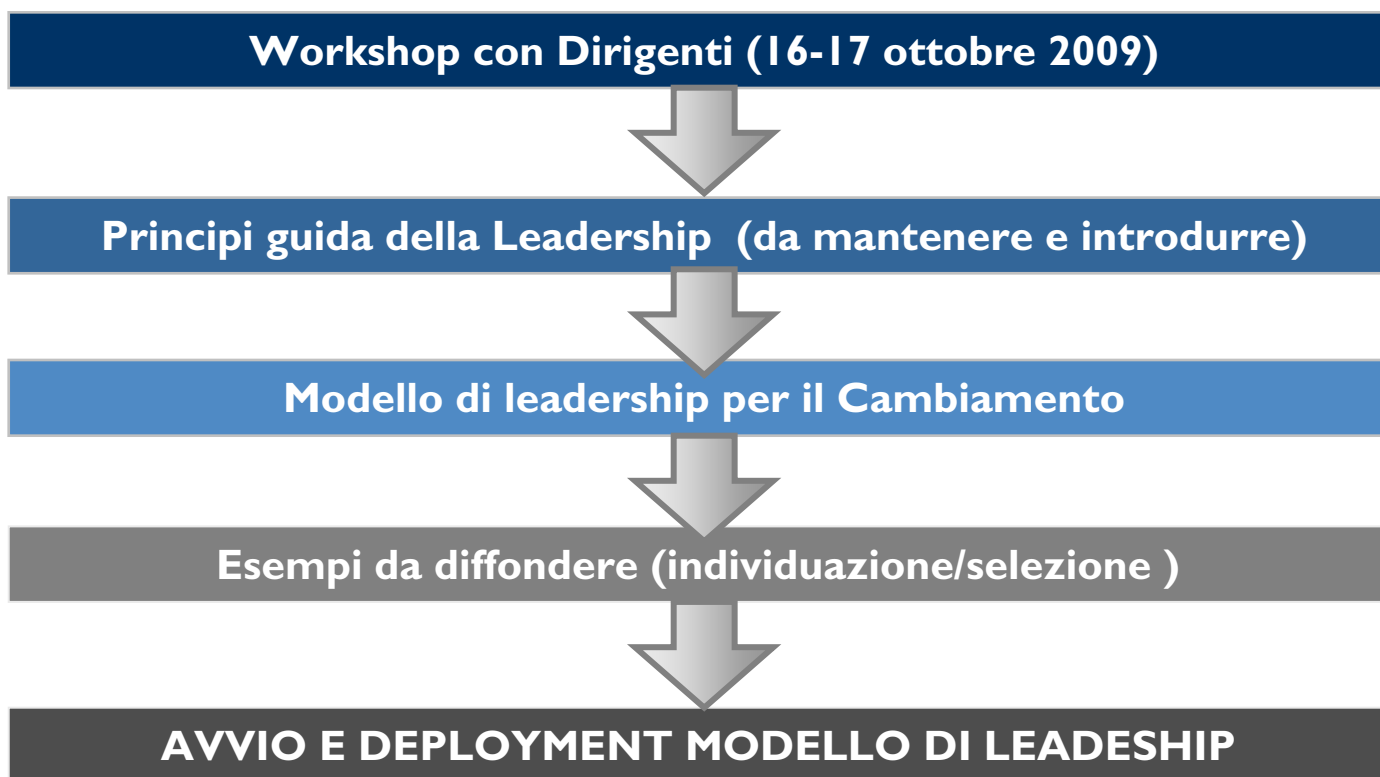 Workshop con Dirigenti (16-17 ottobre 2009)
Principi guida della Leadership  (da mantenere e introdurre)
Modello di leadership per il Cambiamento
Esempi da diffondere (individuazione/selezione )
AVVIO E DEPLOYMENT MODELLO DI LEADESHIP